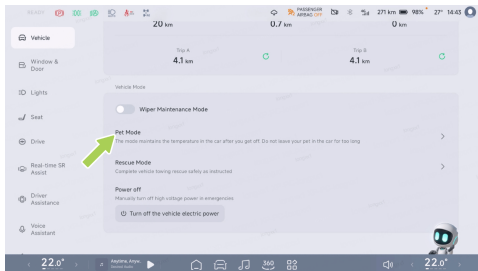 READY
PASSENGER
AIRBAG OFF
271 km
98%
27°
14:43
20 km
0.7 km
0 km
Vehicle
Trip A
4.1 km
Trip B
4.1 km
Window &
Door
Vehicle Mode
Lights
Wiper Maintenance Mode
Seat
Pet Mode
The mode maintains the temperature in the car after you get off. Do not leave your pet in the car for too long
Drive
Rescue Mode
Complete vehicle towing rescue safely as instructed
Real-time SR
Assist
Power off
Manually turn off high voltage power in emergencies
Driver
Assistance
Turn off the vehicle electric power
Voice
Assistant
22.0°
Anytime, Anyw
360
22.0°